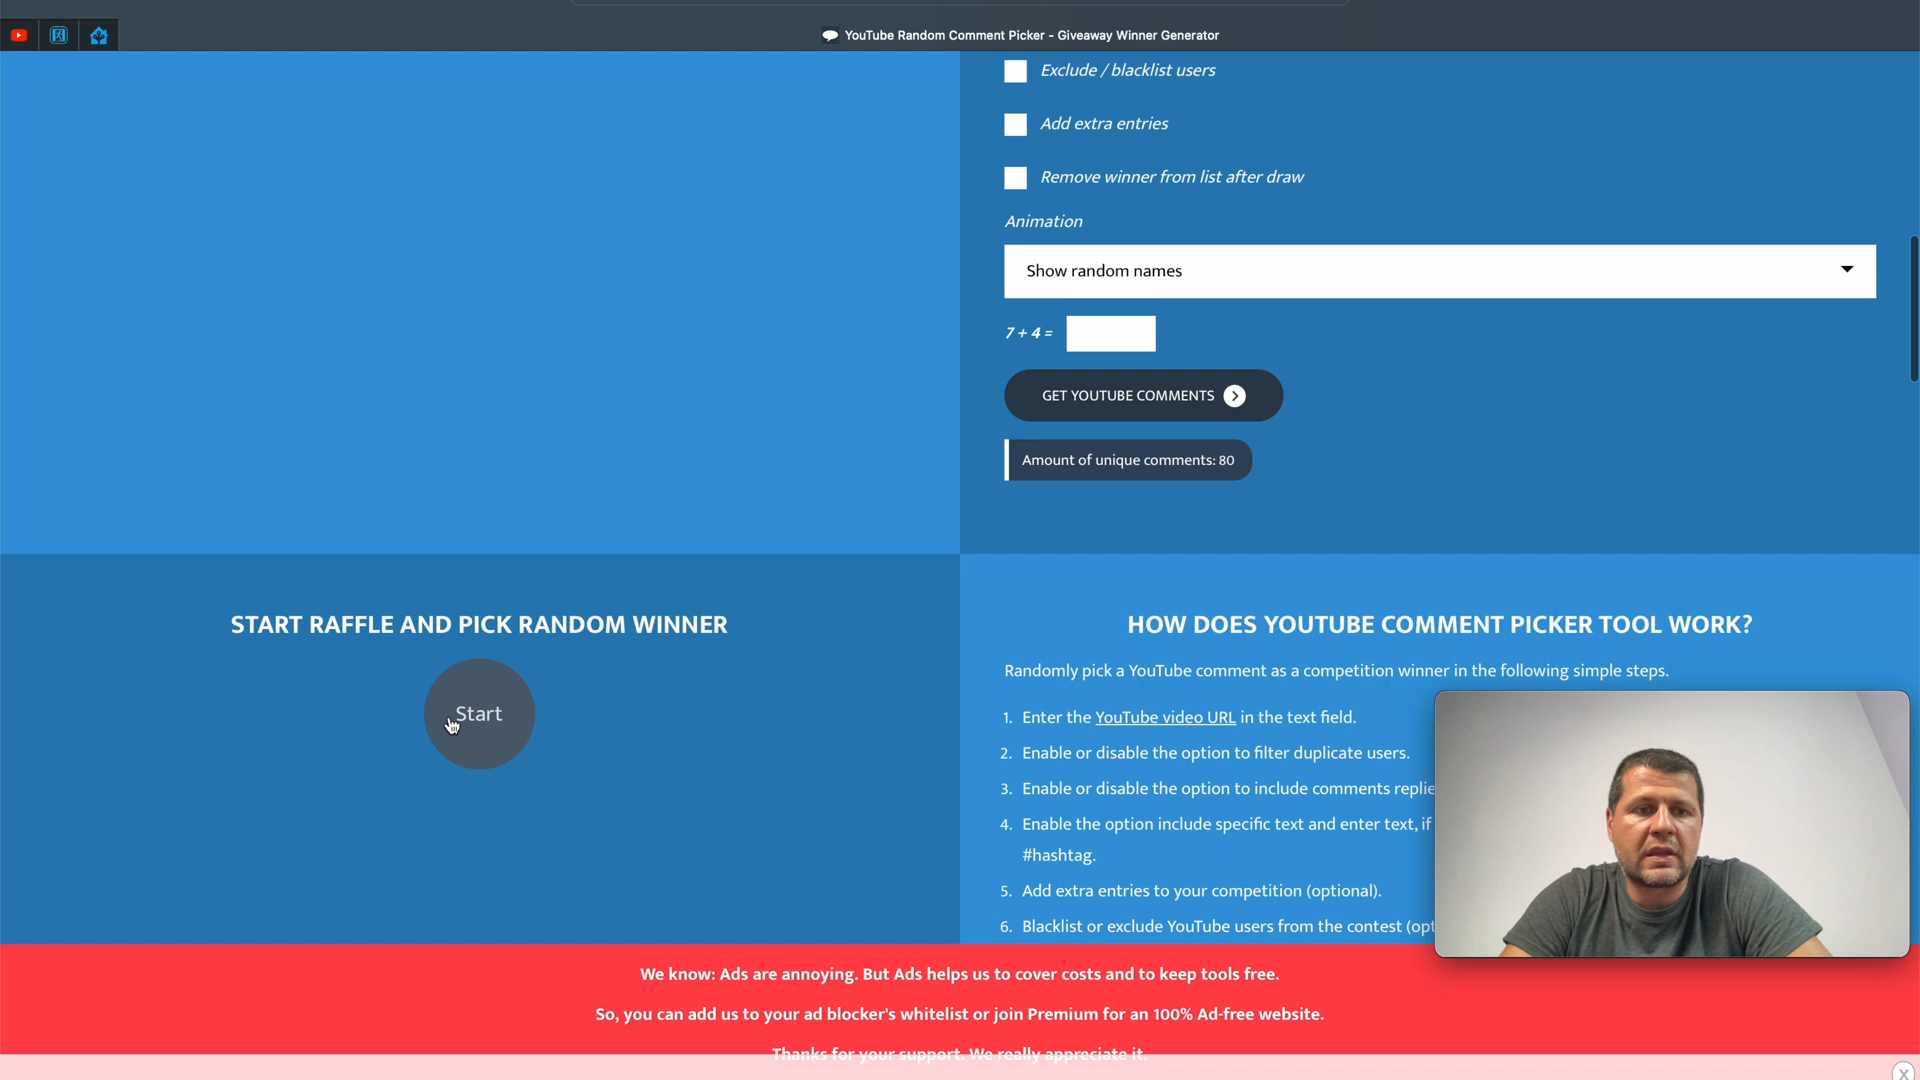 YouTube Random Comment Picker - Giveaway Winner Generator
Exclude / blacklist users
Add extra entries
Remove winner from list after draw
Animation
Show random names
7 + 4 =
GET YOUTUBE COMMENTS
Amount of unique comments: 80
START RAFFLE AND PICK RANDOM WINNER
Start
HOW DOES YOUTUBE COMMENT PICKER TOOL WORK?
Randomly pick a YouTube comment as a competition winner in the following simple steps.
1. Enter the YouTube video URL in the text field.
2. Enable or disable the option to filter duplicate users.
3. Enable or disable the option to include comments replie
4. Enable the option include specific text and enter text, if
#hashtag.
5. Add extra entries to your competition (optional).
6. Blacklist or exclude YouTube users from the contest (opt
We know: Ads are annoying. But Ads helps us to cover costs and to keep tools free.
So, you can add us to your ad blocker's whitelist or join Premium for an 100% Ad-free website.
Thanks for your support. We really appreciate it.
X